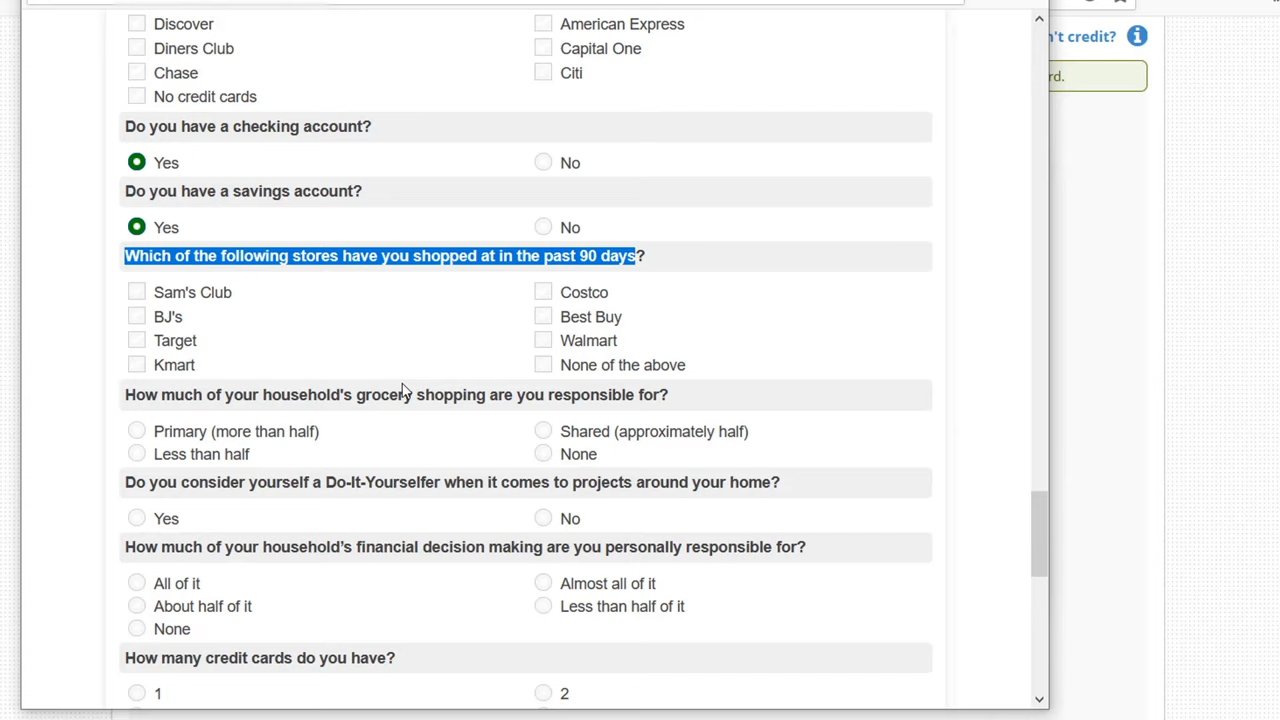 Discover American Express
n't credit?
Diners Club Capital One
Chase Citi
rd.
No credit cards
Do you have a checking account?
Yes No
Do you have a savings account?
Yes No
Which of the following stores have you shopped at in the past 90 days?
Sam's Club Costco
BJ's Best Buy
Target Walmart
Kmart None of the above
How much of your household's grocery shopping are you responsible for?
Primary (more than half) Shared (approximately half)
Less than half None
Do you consider yourself a Do-It-Yourselfer when it comes to projects around your home?
Yes No
How much of your household’s financial decision making are you personally responsible for?
All of it Almost all of it
About half of it Less than half of it
None
How many credit cards do you have?
1 2